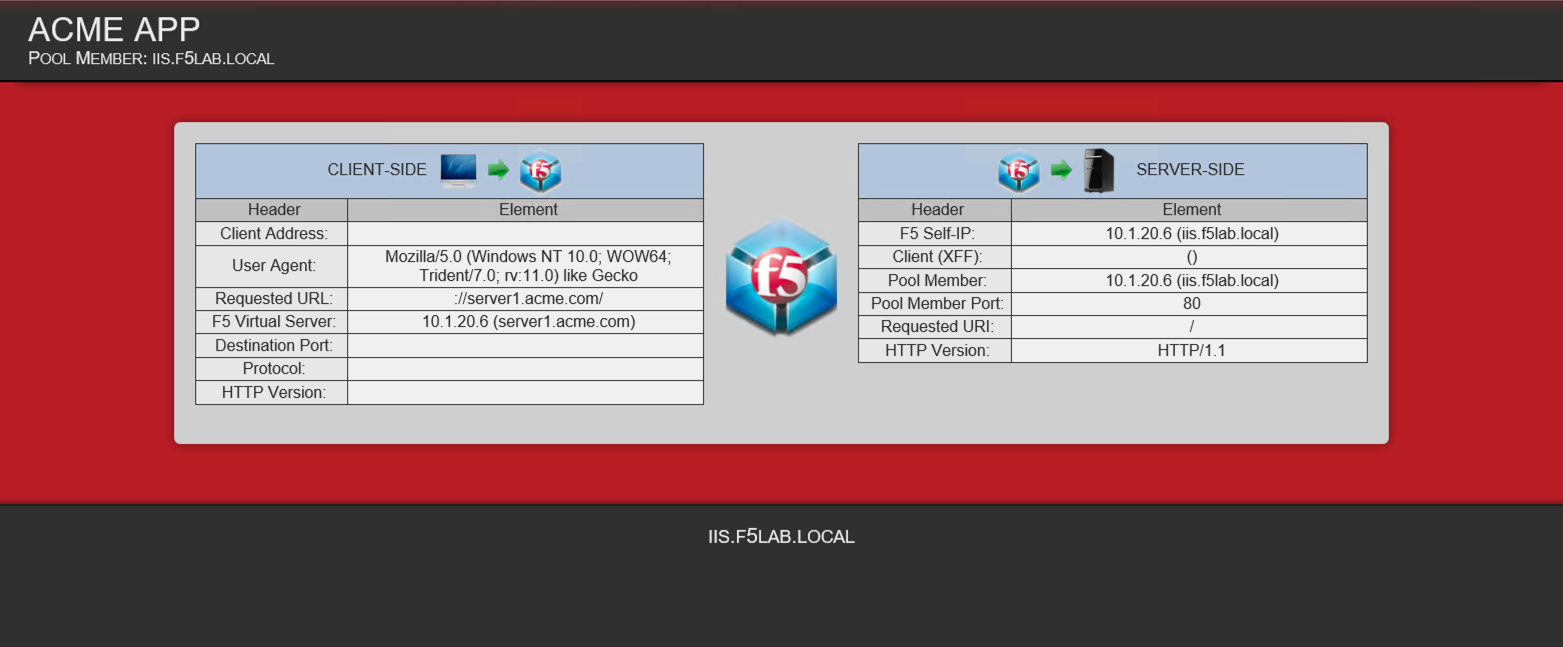 ACME APP
POOL MEMBER: IIS.F5LAB.LOCAL
CLIENT-SIDE f5
Header Element
Client Address:
User Agent: Mozilla/5.0 (Windows NT 10.0; WOW64;
Trident/7.0; rv:11.0) like Gecko
Requested URL: ://server1.acme.com/
F5 Virtual Server: 10.1.20.6 (server1.acme.com)
Destination Port:
Protocol:
HTTP Version:
f5
f5 SERVER-SIDE
Header Element
F5 Self-IP: 10.1.20.6 (iis.f5lab.local)
Client (XFF): ()
Pool Member: 10.1.20.6 (iis.f5lab.local)
Pool Member Port: 80
Requested URI: /
HTTP Version: HTTP/1.1
IIS.F5LAB.LOCAL